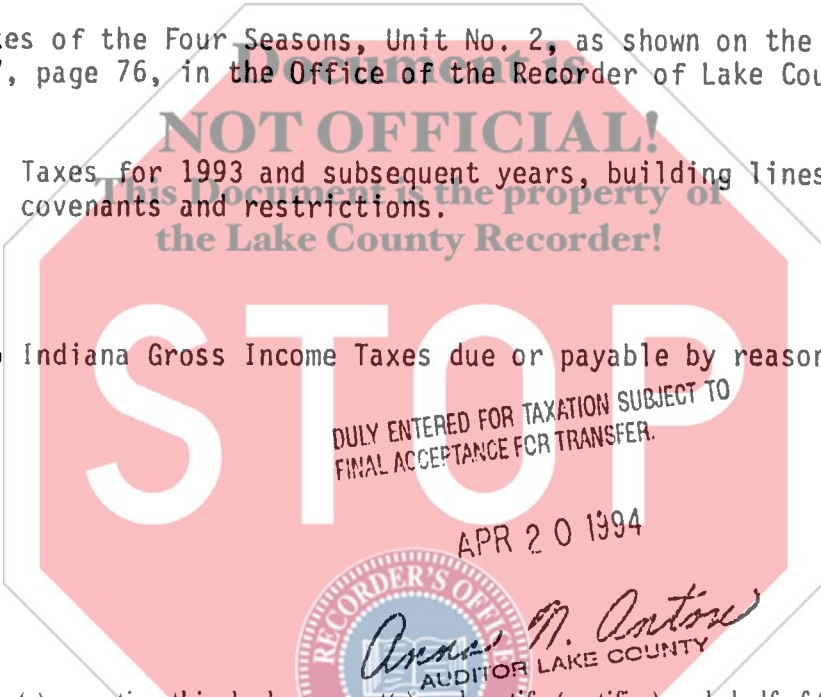 kes of the Four Seasons, Unit No. 2, as shown on the
, page 76, in the Office of the Recorder of Lake Cou
Document is
NOT OFFICIAL!
Taxes for 1993 and subsequent years, building lines
This Document is the property of
covenants and restrictions.
the Lake County Recorder!
STOP
Indiana Gross Income Taxes due or payable by reason
DULY ENTERED FOR TAXATION SUBJECT TO
FINAL ACCEPTANCE FOR TRANSFER.
APR 20 1994
RECORDER'S OFFICE
Anna N. Anton
AUDITOR LAKE COUNTY